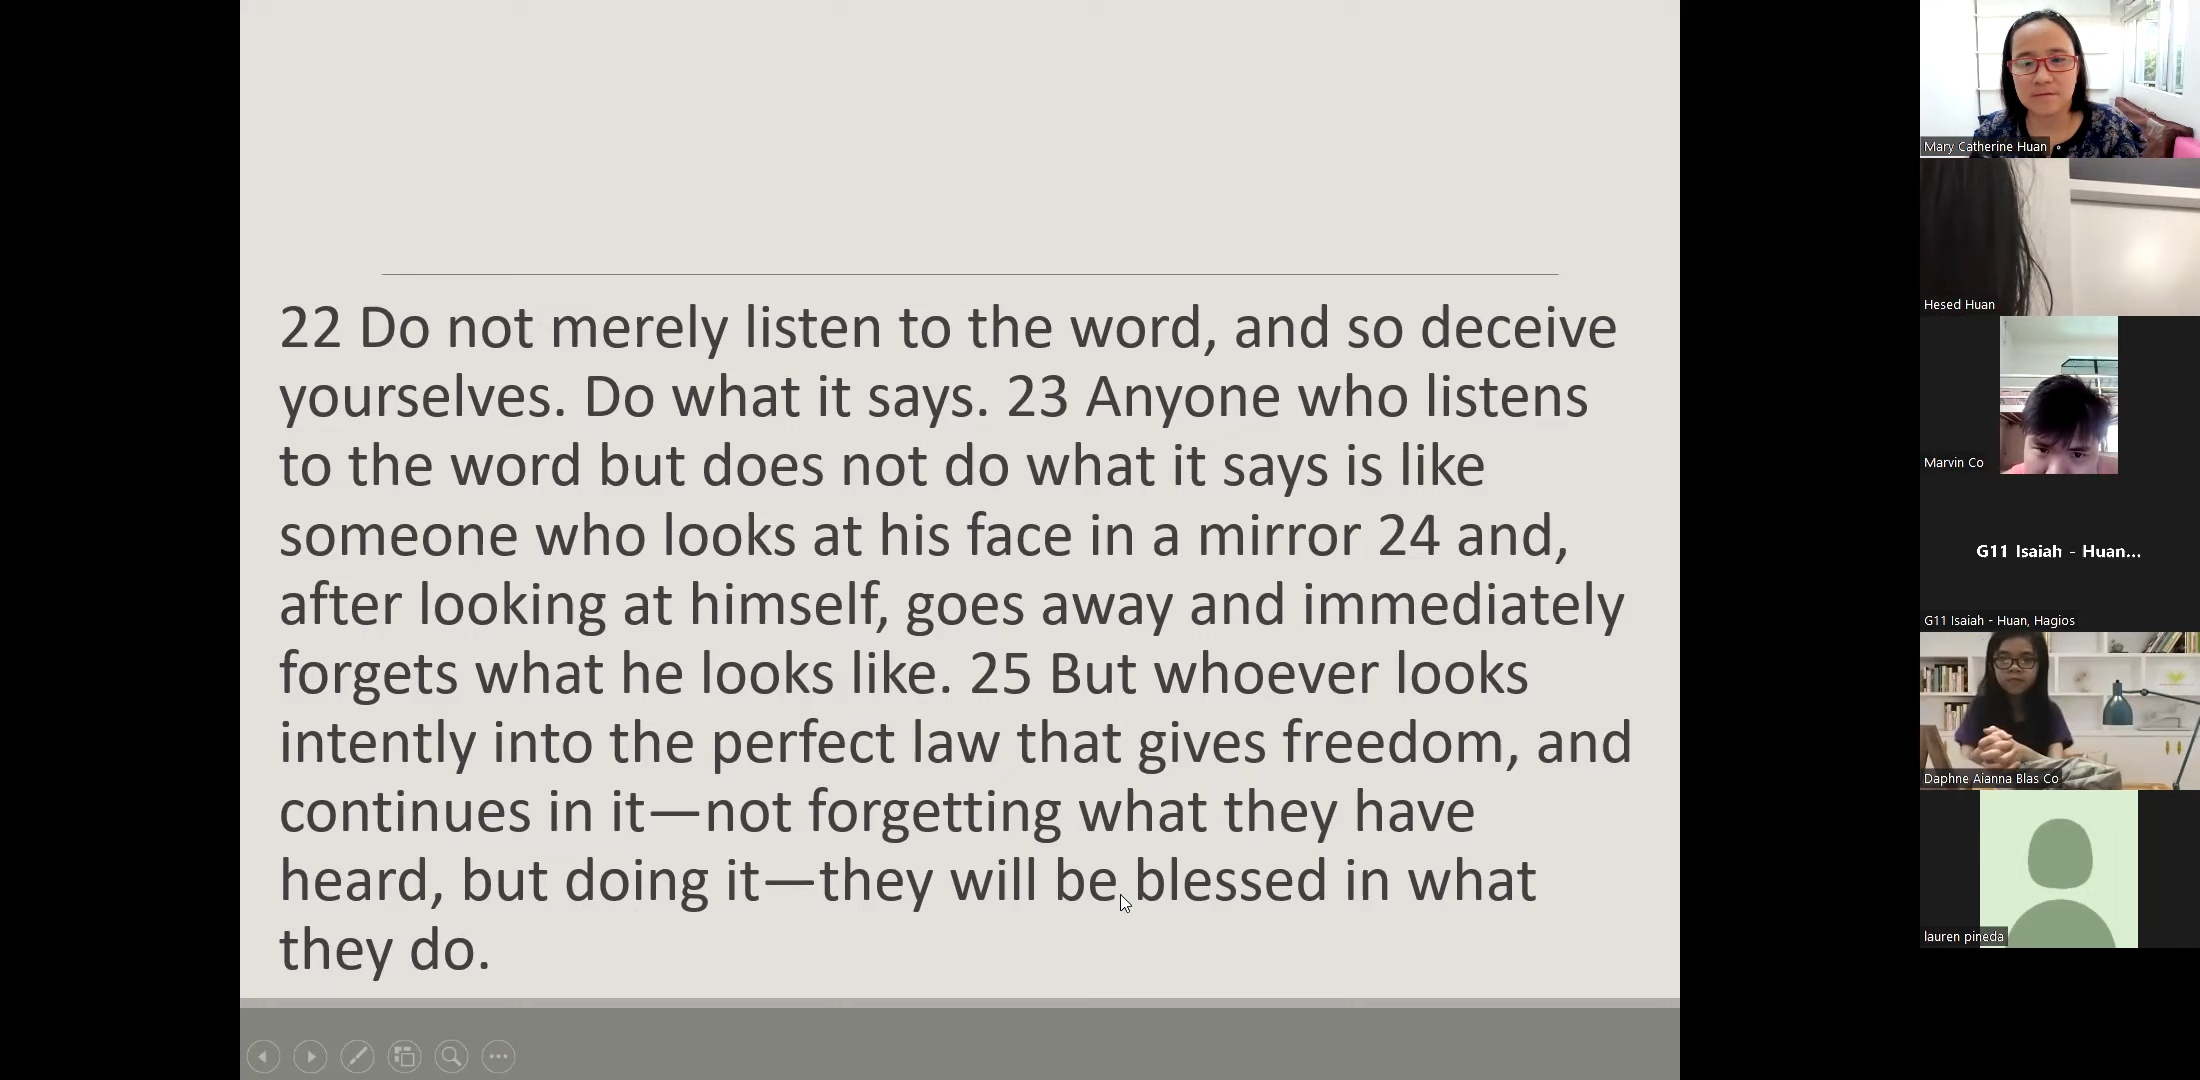 22 Do not merely listen to the word, and so deceive
yourselves. Do what it says. 23 Anyone who listens
to the word but does not do what it says is like
someone who looks at his face in a mirror 24 and,
after looking at himself, goes away and immediately
forgets what he looks like. 25 But whoever looks
intently into the perfect law that gives freedom, and
continues in it—not forgetting what they have
heard, but doing it—they will be blessed in what
they do.
Mary Catherine Huan
Hesed Huan
Marvin Co
G11 Isaiah - Huan...
G11 Isaiah - Huan, Hagios
Daphne Aianna Blas Co
lauren pineda